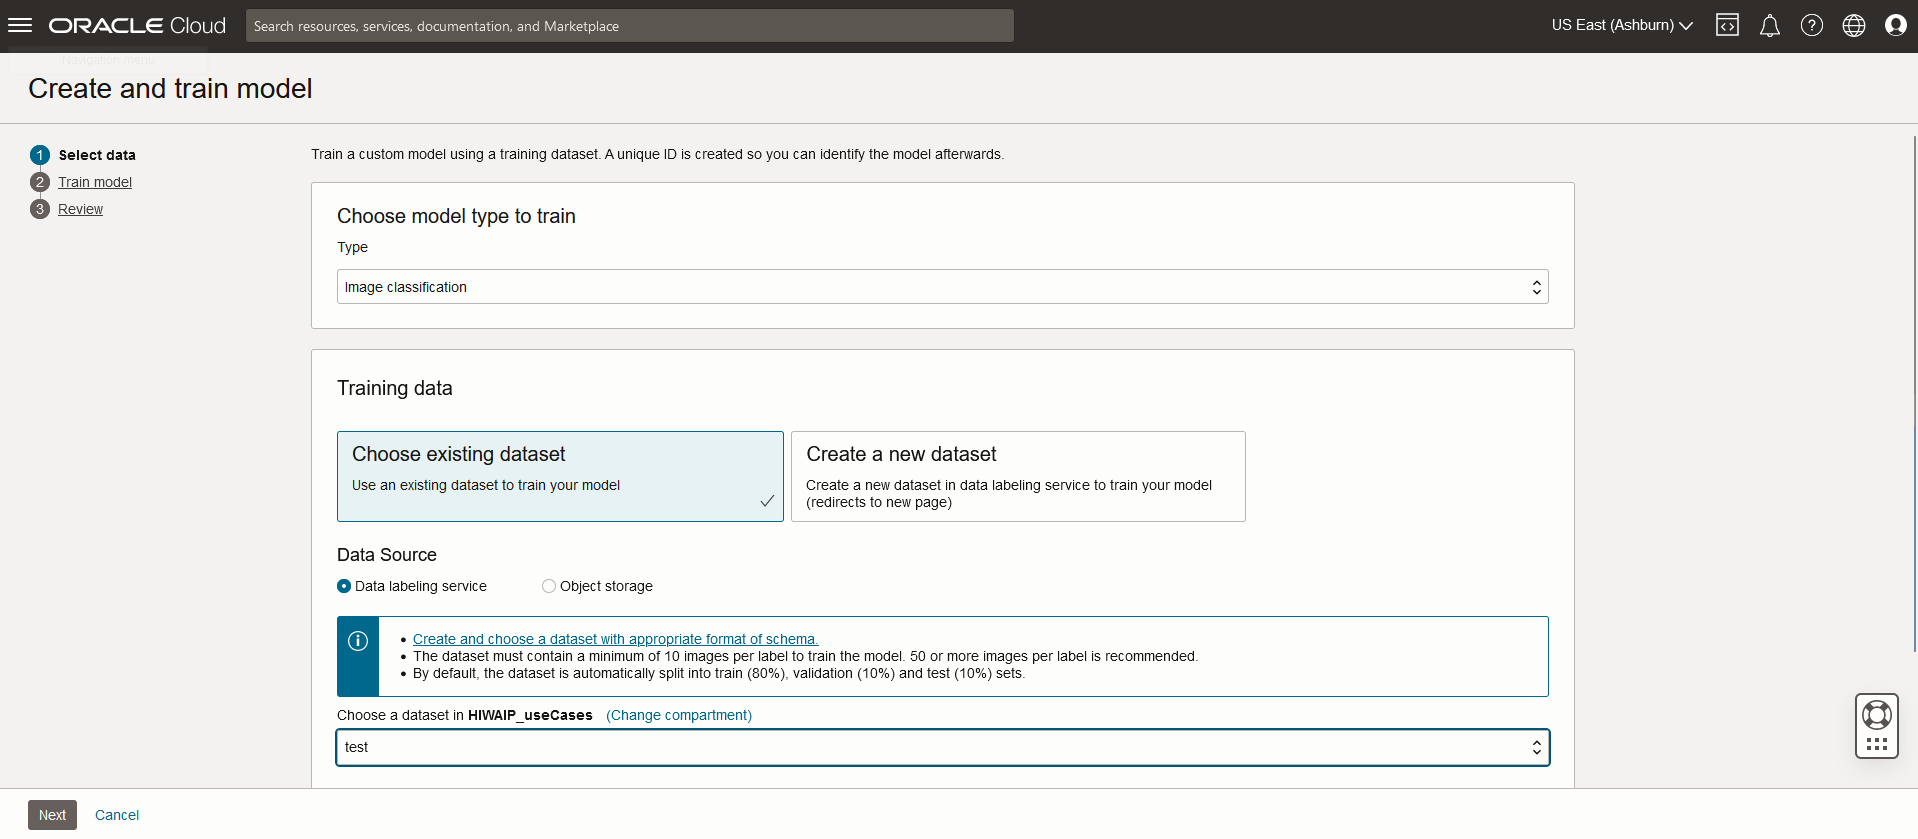 ORACLE Cloud
Search resources, services, documentation, and Marketplace
US East (Ashburn)
Navigation menu
Create and train model
1 Select data
2 Train model
3 Review
Train a custom model using a training dataset. A unique ID is created so you can identify the model afterwards.
Choose model type to train
Type
Image classification
Training data
Choose existing dataset
Use an existing dataset to train your model
Create a new dataset
Create a new dataset in data labeling service to train your model
(redirects to new page)
Data Source
Data labeling service
Object storage
• Create and choose a dataset with appropriate format of schema.
• The dataset must contain a minimum of 10 images per label to train the model. 50 or more images per label is recommended.
• By default, the dataset is automatically split into train (80%), validation (10%) and test (10%) sets.
Choose a dataset in HIWAIP_useCases (Change compartment)
test
Next
Cancel